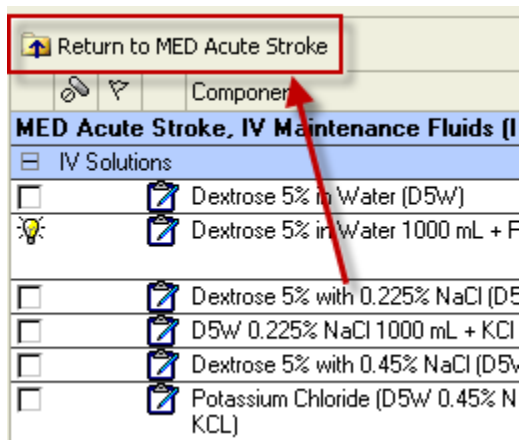 Return to MED Acute Stroke
Componen
MED Acute Stroke, IV Maintenance Fluids (I
IV Solutions
Dextrose 5% in Water (D5W)
Dextrose 5% in Water 1000 mL + F
Dextrose 5% with 0.225% NaCl (D5
D5W 0.225% NaCl 1000 mL + KCl
Dextrose 5% with 0.45% NaCl (D5w
Potassium Chloride (D5W 0.45% N
KCL)